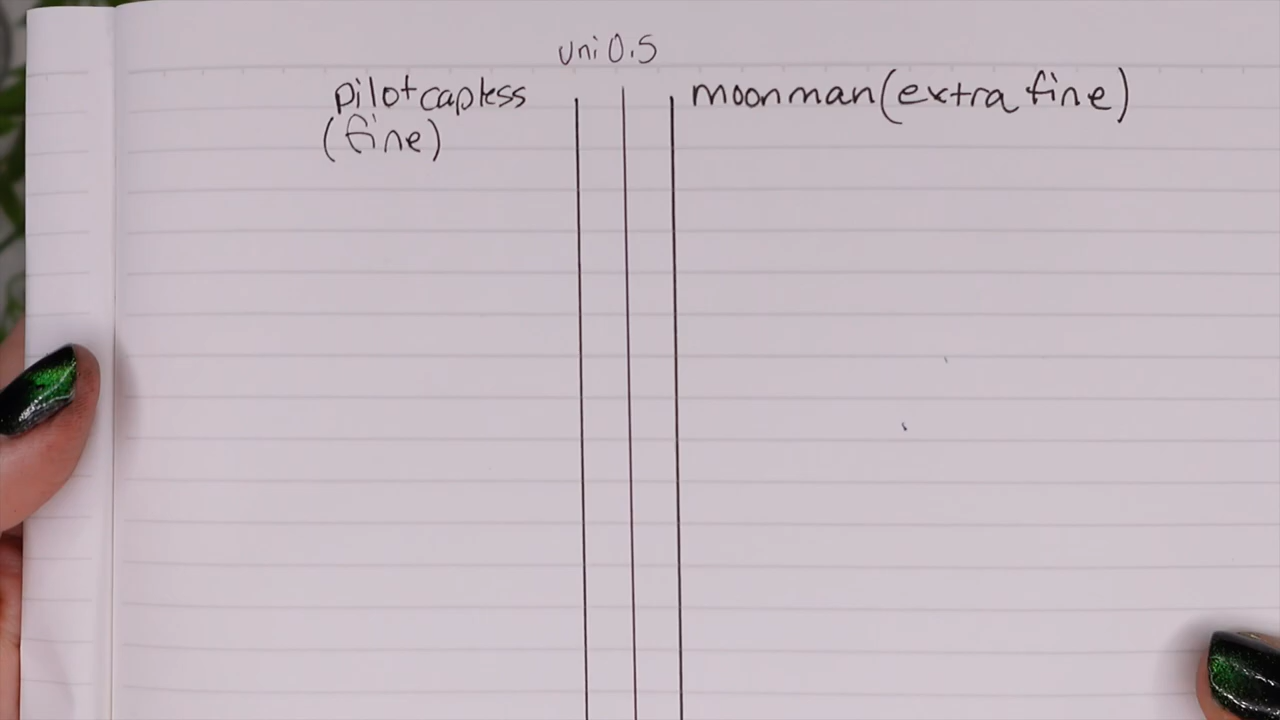 uni 0.5
pilot capless
(fine)
moonman (extra fine)